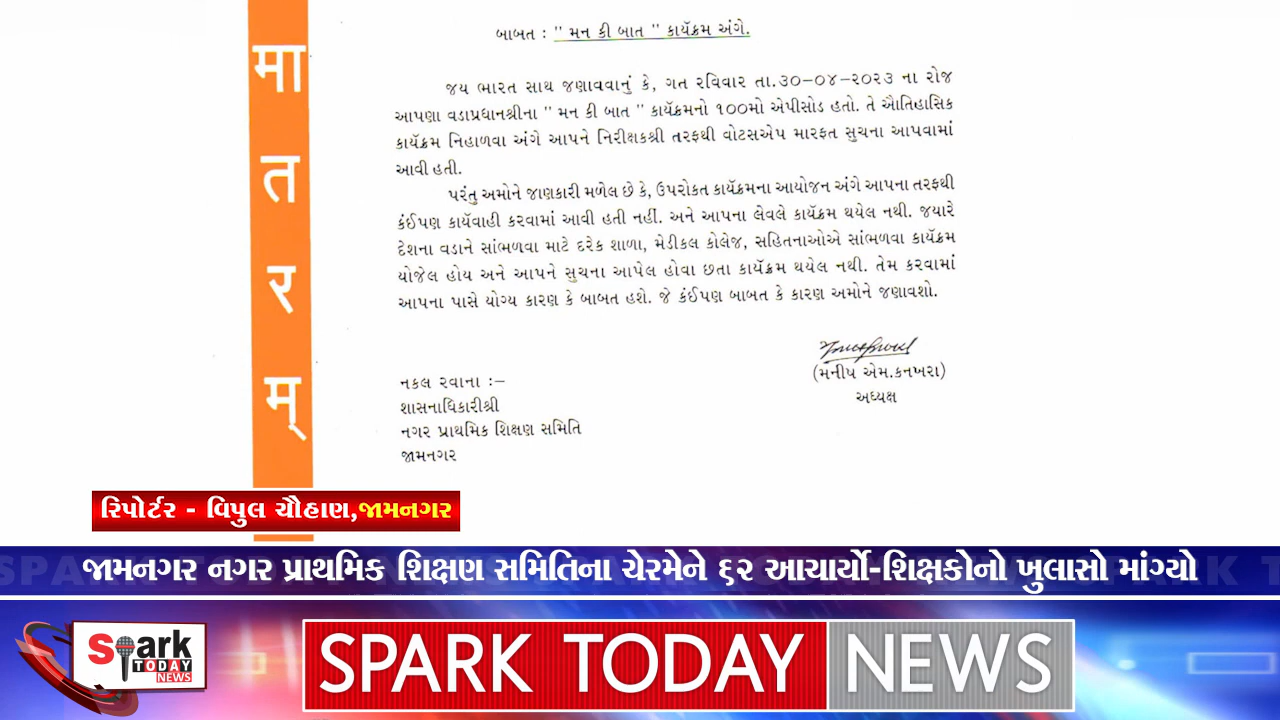 मा
त
र
म्
બાબત : " મન કી બાત " કાર્યક્રમ અંગે.
જય ભારત સાથ જણાવવાનું કે, ગત રવિવાર તા.૩૦-૦૪-૨૦૨૩ ના રોજ
આપણા વડાપ્રધાનશ્રીના " મન કી બાત " કાર્યક્રમનો ૧૦૦મો એપીસોડ હતો. તે ઐતિહાસિક
કાર્યક્રમ નિહાળવા અંગે આપને નિરીક્ષકશ્રી તરફથી વોટસએપ મારફત સુચના આપવામાં
આવી હતી.
પરંતુ અમોને જાણકારી મળેલ છે કે, ઉપરોકત કાર્યક્રમના આયોજન અંગે આપના તરફથી
કંઈપણ કાર્યવાહી કરવામાં આવી હતી નહીં. અને આપના લેવલે કાર્યક્રમ થયેલ નથી. જયારે
દેશના વડાને સાંભળવા માટે દરેક શાળા, મેડીકલ કોલેજ, સહિતનાઓએ સાંભળવા કાર્યક્રમ
યોજેલ હોય અને આપને સુચના આપેલ હોવા છતા કાર્યક્રમ થયેલ નથી. તેમ કરવામાં
આપના પાસે યોગ્ય કારણ કે બાબત હશે. જે કંઈપણ બાબત કે કારણ અમોને જણાવશો.
(મનીષ એમ.કનખરા)
અધ્યક્ષ
નકલ રવાના :-
શાસનાધિકારીશ્રી
નગર પ્રાથમિક શિક્ષણ સમિતિ
જામનગર
રિપોર્ટર - વિપુલ ચૌહાણ,જામનગર
જામનગર નગર પ્રાથમિક શિક્ષણ સમિતિના ચેરમેને ૬૨ આચાર્યો-શિક્ષકોનો ખુલાસો માંગ્યો
Spark
TODAY
NEWS
SPARK TODAY NEWS